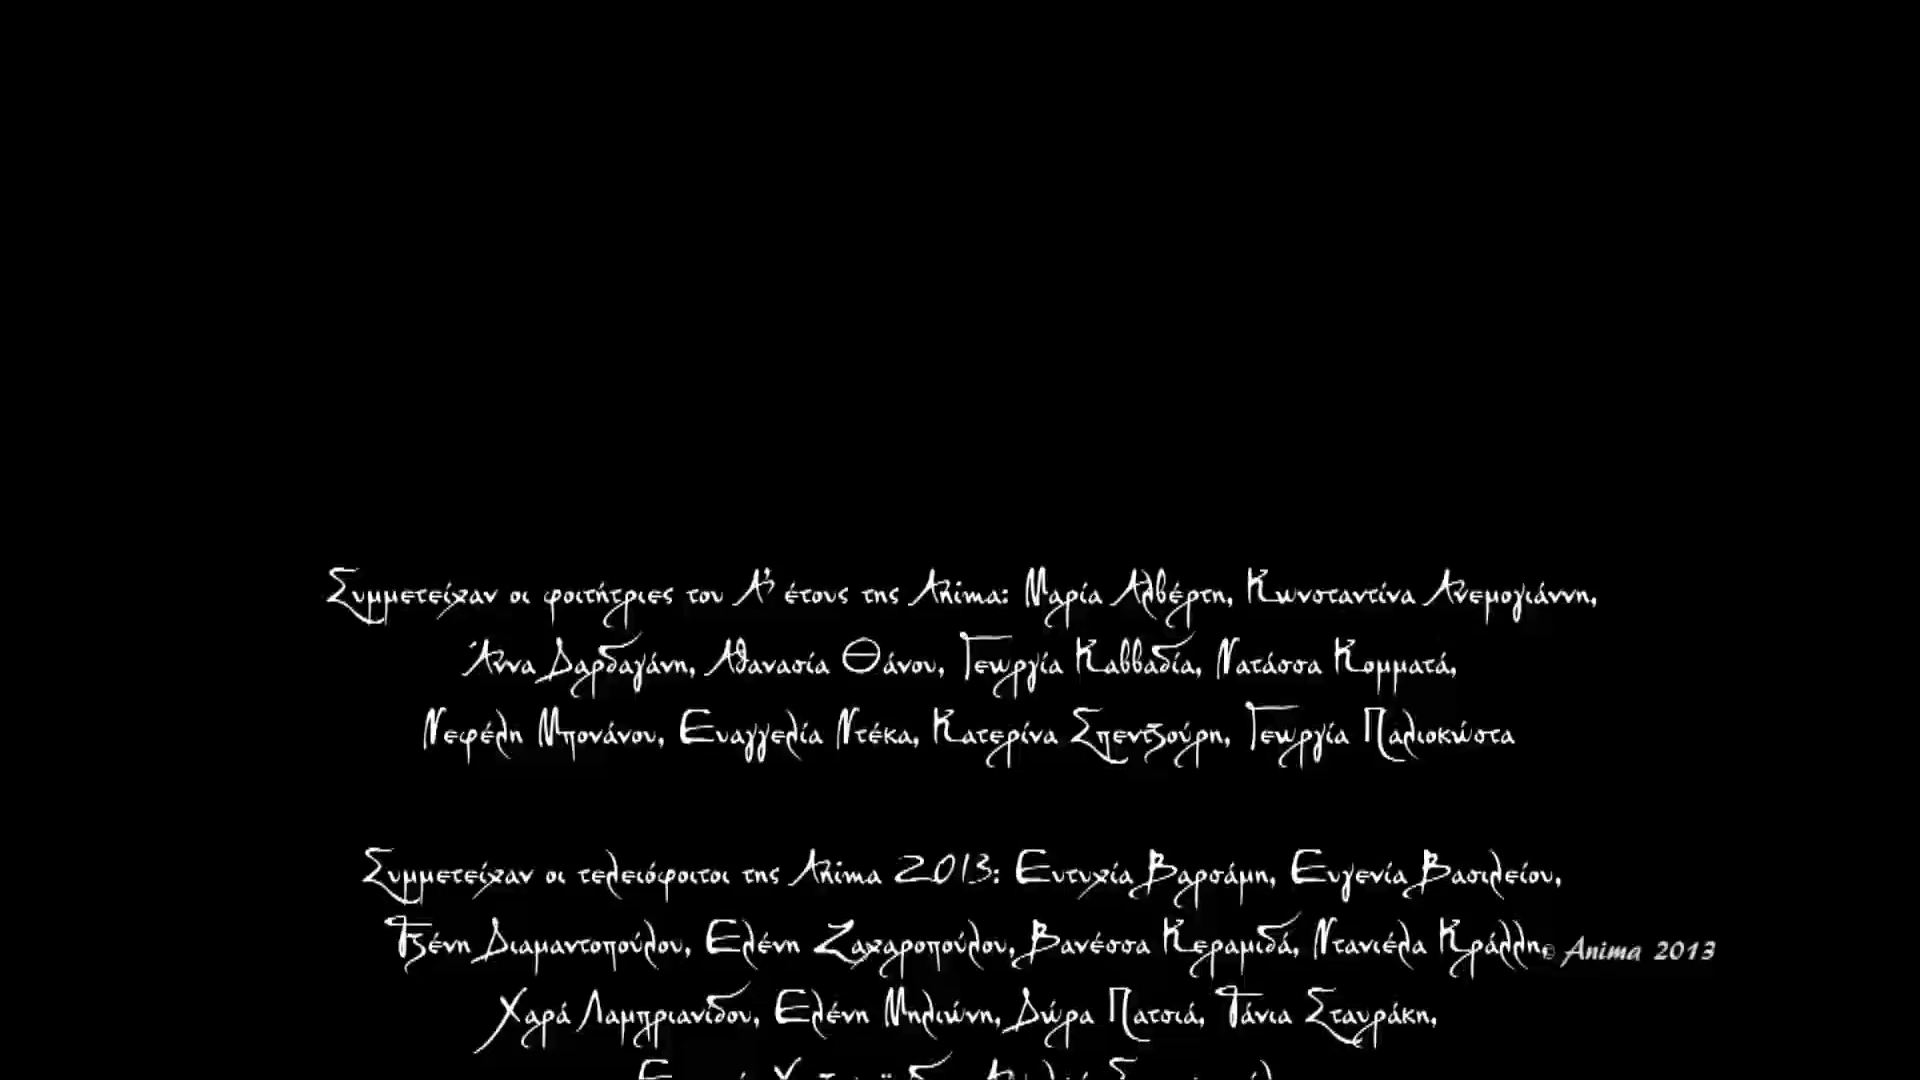 Συμμετείχαν οι φοιτήτριες του Α' έτους της Anima: Μαρία Αλβέρτη, Κωνσταντίνα Ανεμογιάννη,
Άννα Δαρδαγάνη, Αθανασία Θάνου, Γεωργία Καββαδία, Νατάσσα Κομματά,
Νεφέλη Μπονάνου, Ευαγγελία Ντέκα, Κατερίνα Σπεντζούρη, Γεωργία Παλιοκώστα
Συμμετείχαν οι τελειόφοιτοι της Anima 2013: Ευτυχία Βαρσάμη, Ευγενία Βασιλείου,
Τζένη Διαμαντοπούλου, Ελένη Ζαχαροπούλου, Βανέσσα Κεραμιδά, Ντανιέλα Κράλλη,
© Anima 2013
Χαρά Λαμπριανίδου, Ελένη Μηλιώνη, Δώρα Πατσιά, Τάνια Σταυράκη,